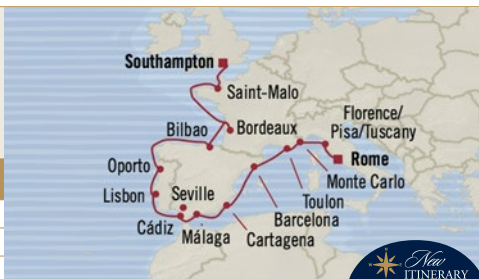 Southampton
Saint-Malo
Bilbao
Bordeaux
Florence/
Pisa/Tuscany
Oporto
Rome
Lisbon
Seville
Monte Carlo
Toulon
Cádiz
Málaga
Barcelona
Cartagena
New
ITINERARY